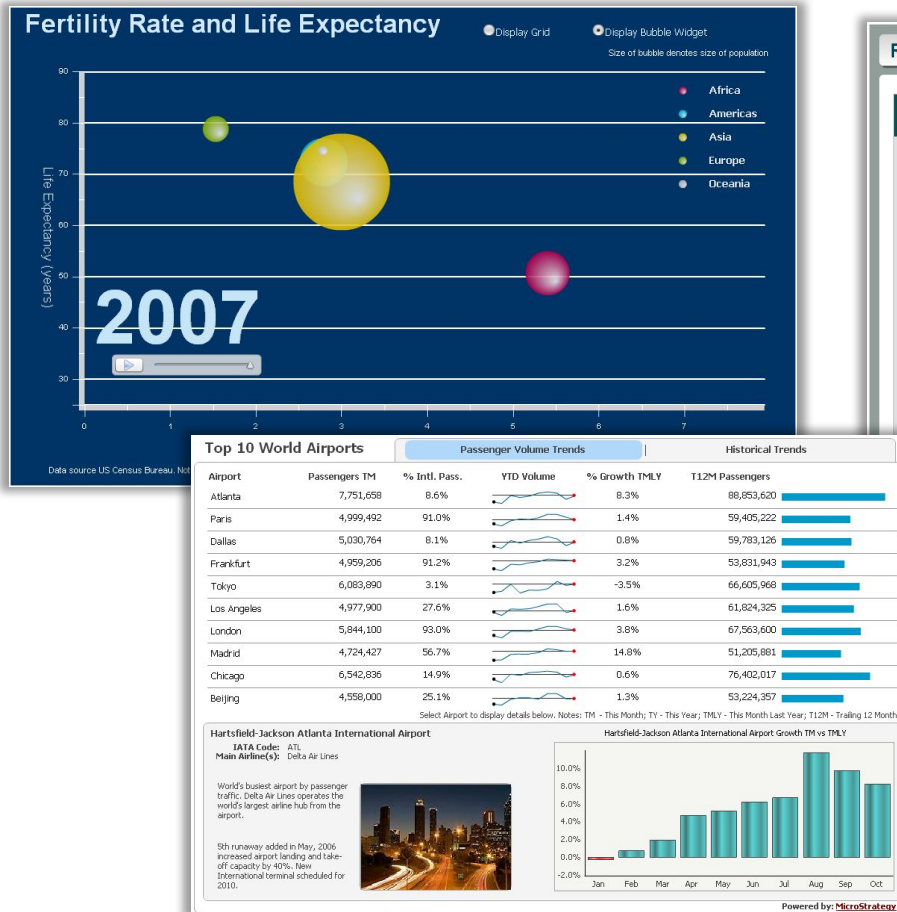 Fertility Rate and Life Expectancy
Display Grid Display Bubble Widget
Size of bubble denotes size of population
90
80
70
60
50
40
30
Life Expectancy (years)
Africa
Americas
Asia
Europe
Oceania
2007
0 1 2 3 4 5 6 7
Data source US Census Bureau.
Top 10 World Airports Passenger Volume Trends | Historical Trends
Airport Passengers TM % Intl. Pass. YTD Volume % Growth TMLY T12M Passengers
Atlanta 7,751,658 8.6% 8.3% 88,853,620
Paris 4,999,492 91.0% 1.4% 59,405,222
Dallas 5,030,764 8.1% 0.8% 59,783,126
Frankfurt 4,959,206 91.2% 3.2% 53,831,943
Tokyo 6,083,890 3.1% -3.5% 66,605,968
Los Angeles 4,977,900 27.6% 1.6% 61,824,325
London 5,844,100 93.0% 3.8% 67,563,600
Madrid 4,724,427 56.7% 14.8% 51,205,881
Chicago 6,542,836 14.9% 0.6% 76,402,017
Beijing 4,558,000 25.1% 1.3% 53,224,357
Select Airport to display details below. Notes: TM - This Month; TY - This Year; TMLY - This Month Last Year; T12M - Trailing 12 Month
Hartsfield-Jackson Atlanta International Airport
IATA Code: ATL
Main Airline(s): Delta Air Lines
World's busiest airport by passenger
traffic. Delta Air Lines operates the
world's largest airline hub from the
airport.
5th runaway added in May, 2006
increased airport landing and take-
off capacity by 40%. New
International terminal scheduled for
2010.
Hartsfield-Jackson Atlanta International Airport Growth TM vs TMLY
10.0%
8.0%
6.0%
4.0%
2.0%
0.0%
-2.0%
Jan Feb Mar Apr May Jun Jul Aug Sep Oct
Powered by: MicroStrategy